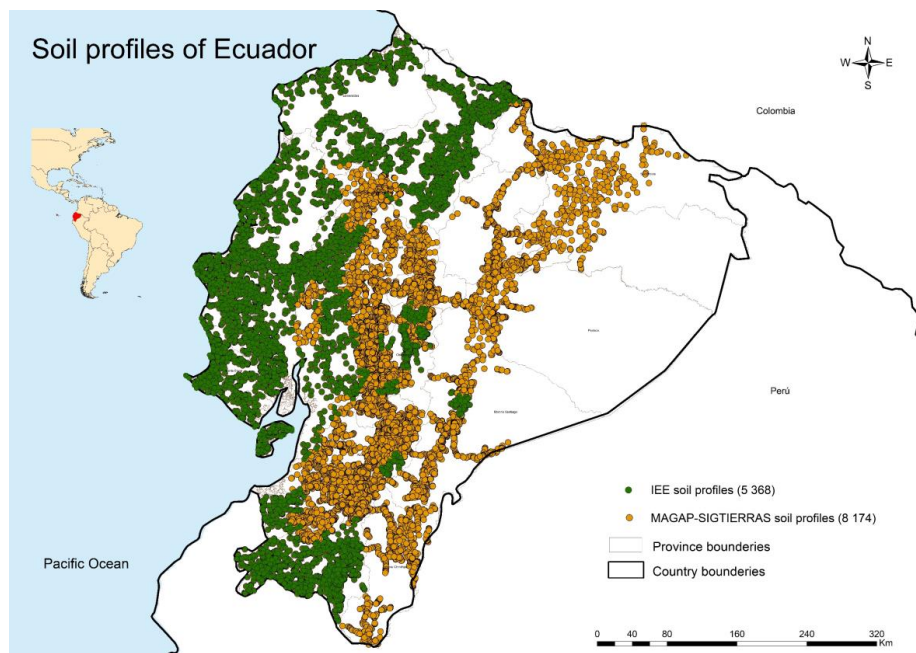 Soil profiles of Ecuador
N
W E
S
Colombia
Perú
Pacific Ocean
IEE soil profiles (5 368)
MAGAP-SIGTIERRAS soil profiles (8 174)
Province bounderies
Country bounderies
0 40 80 160 240 320
Km